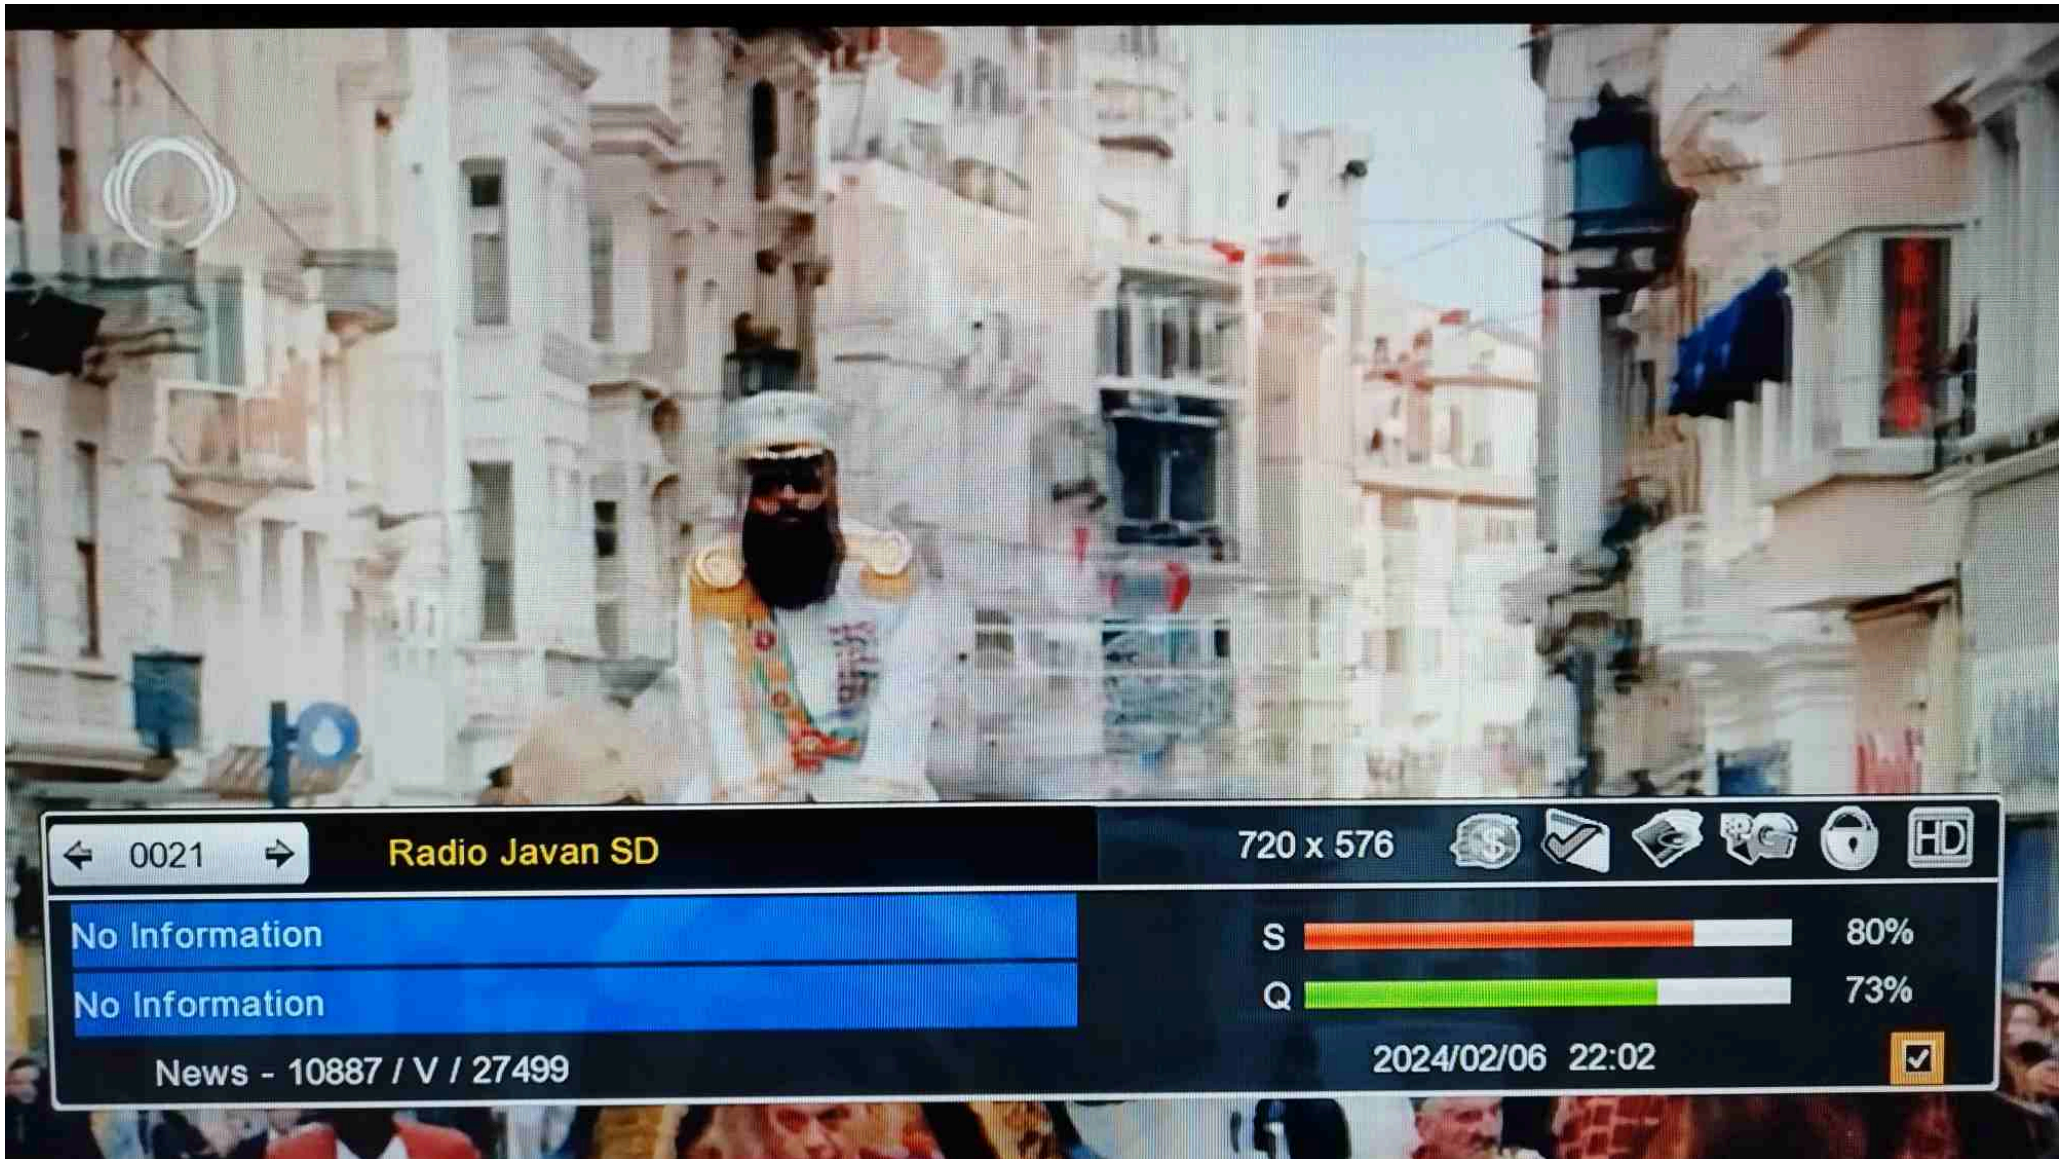 0021
Radio Javan SD
720 x 576
$
HD
No Information
S 80%
No Information
Q 73%
News - 10887 / V / 27499
2024/02/06 22:02